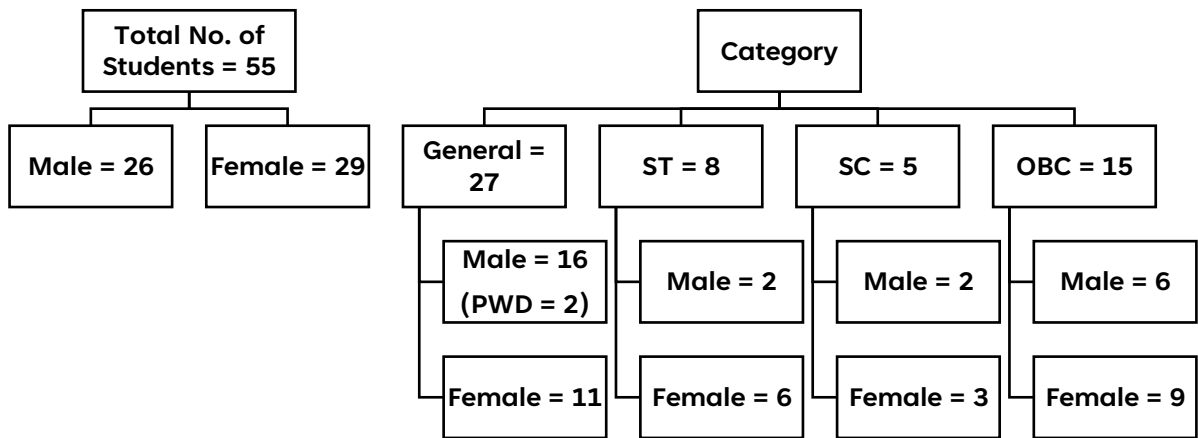 Total No. of
Students = 55
Male = 26
Female = 29
Category
General =
27
ST = 8
SC = 5
OBC = 15
Male = 16
(PWD = 2)
Male = 2
Male = 2
Male = 6
Female = 11
Female = 6
Female = 3
Female = 9